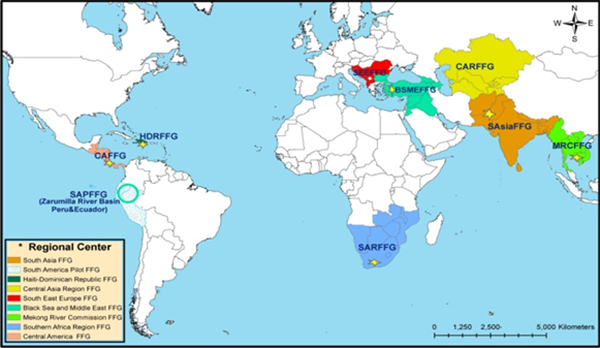 N
W E
S
SEEFFG
BSMEFFG
CARFFG
SAsiaFFG
MRCFFG
HDRFFG
CAFFG
SAPFFG
(Zarumilla River Basin
Peru&Ecuador)
SARFFG
* Regional Center
South Asia FFG
South America Pilot FFG
Haiti-Dominican Republic FFG
Central Asia Region FFG
South East Europe FFG
Black Sea and Middle East FFG
Mekong River Commission FFG
Southern Africa Region FFG
Central America FFG
0 1,250 2,500 5,000 Kilometers